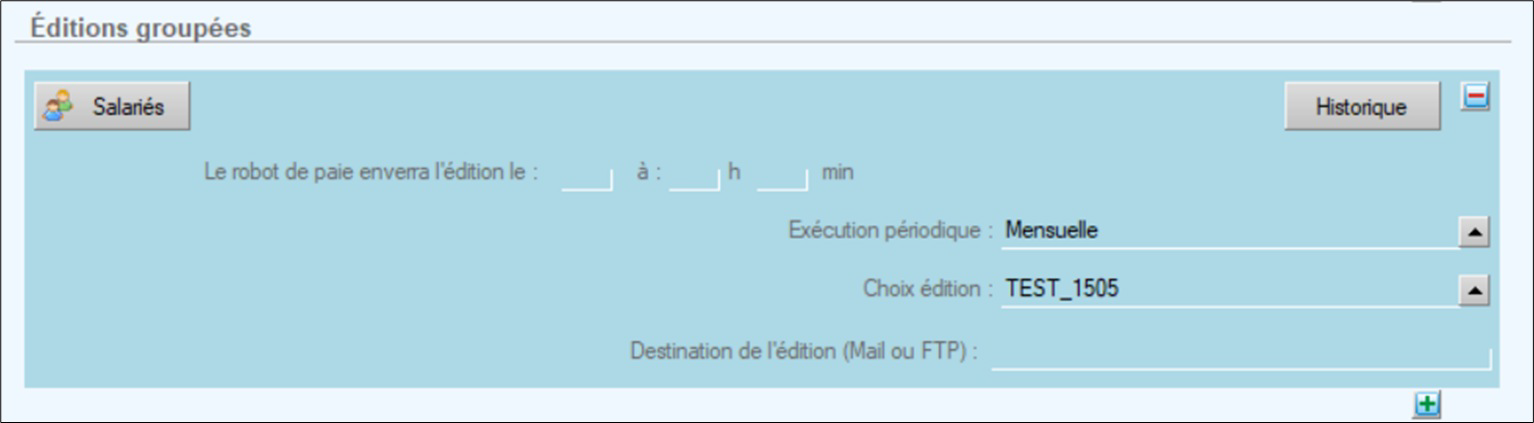 Éditions groupées
Salariés Historique
Le robot de paie enverra l'édition le : à : h min
Exécution périodique : Mensuelle
Choix édition : TEST_1505
Destination de l'édition (Mail ou FTP) :